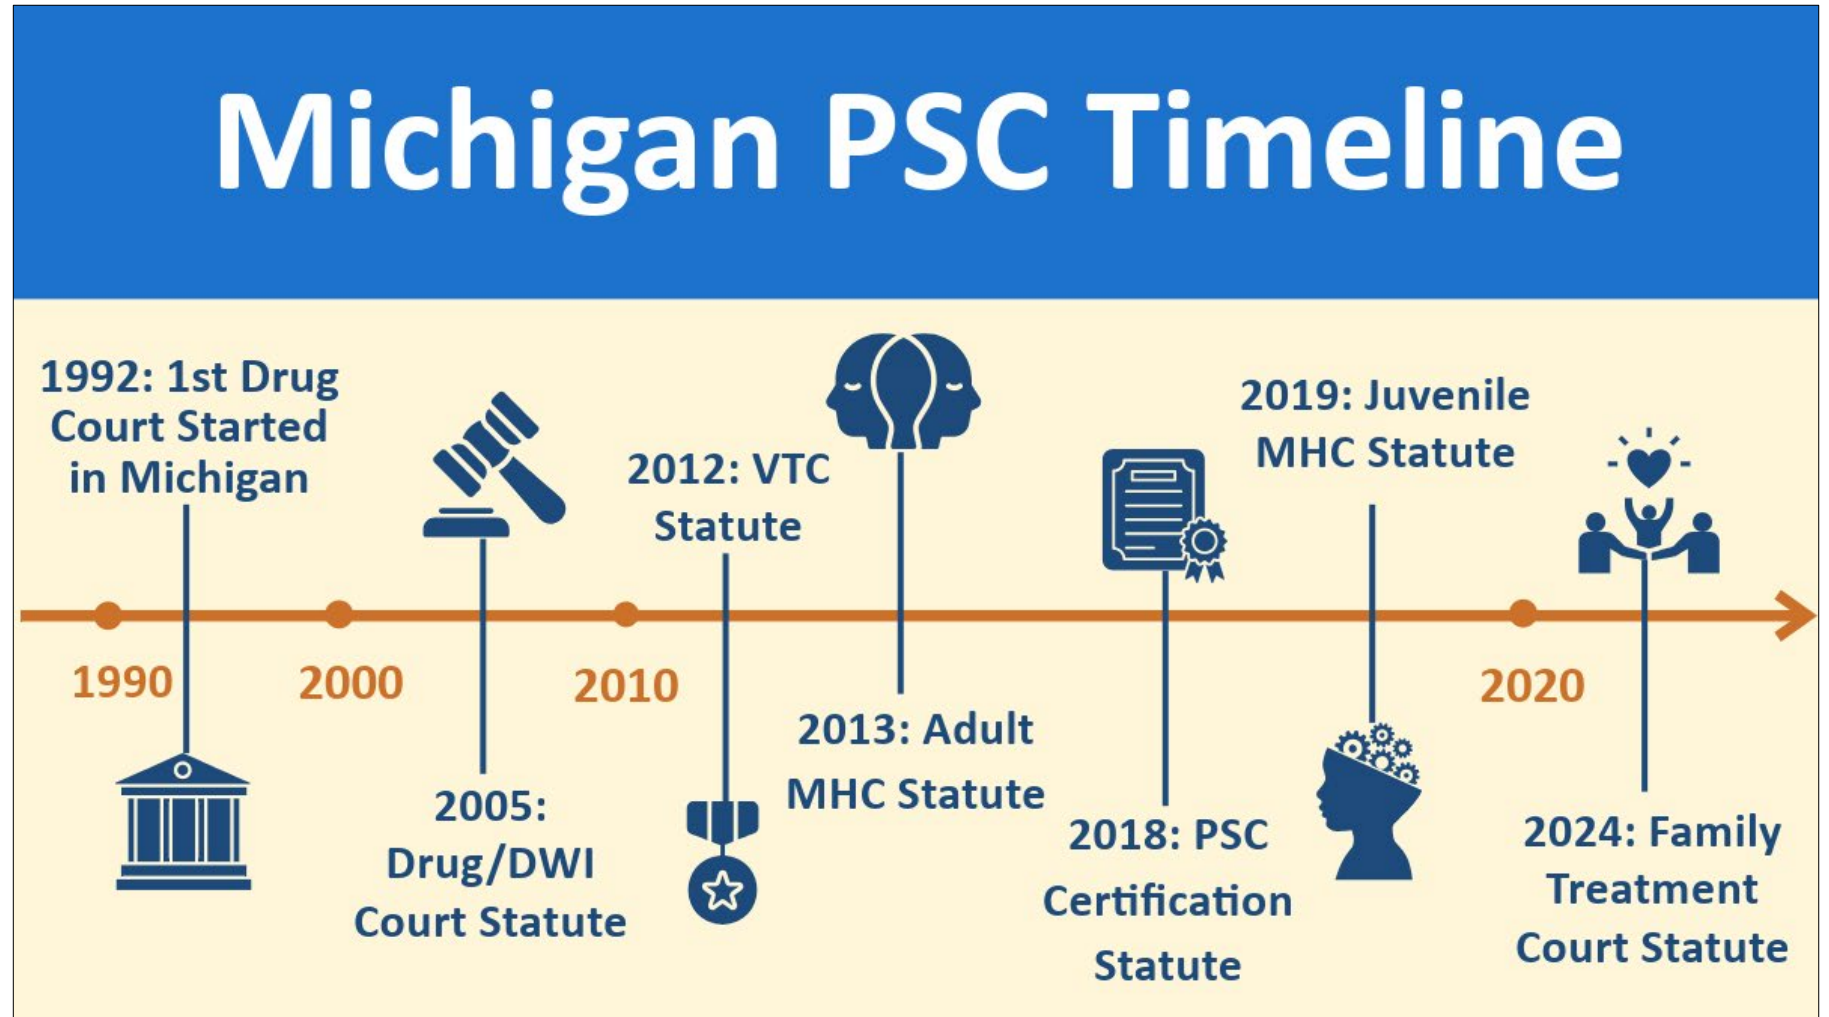 Michigan PSC Timeline
1992: 1st Drug
Court Started
in Michigan
2012: VTC
Statute
2019: Juvenile
MHC Statute
1990
2000
2010
2020
2005:
Drug/DWI
Court Statute
2013: Adult
MHC Statute
2018: PSC
Certification
Statute
2024: Family
Treatment
Court Statute